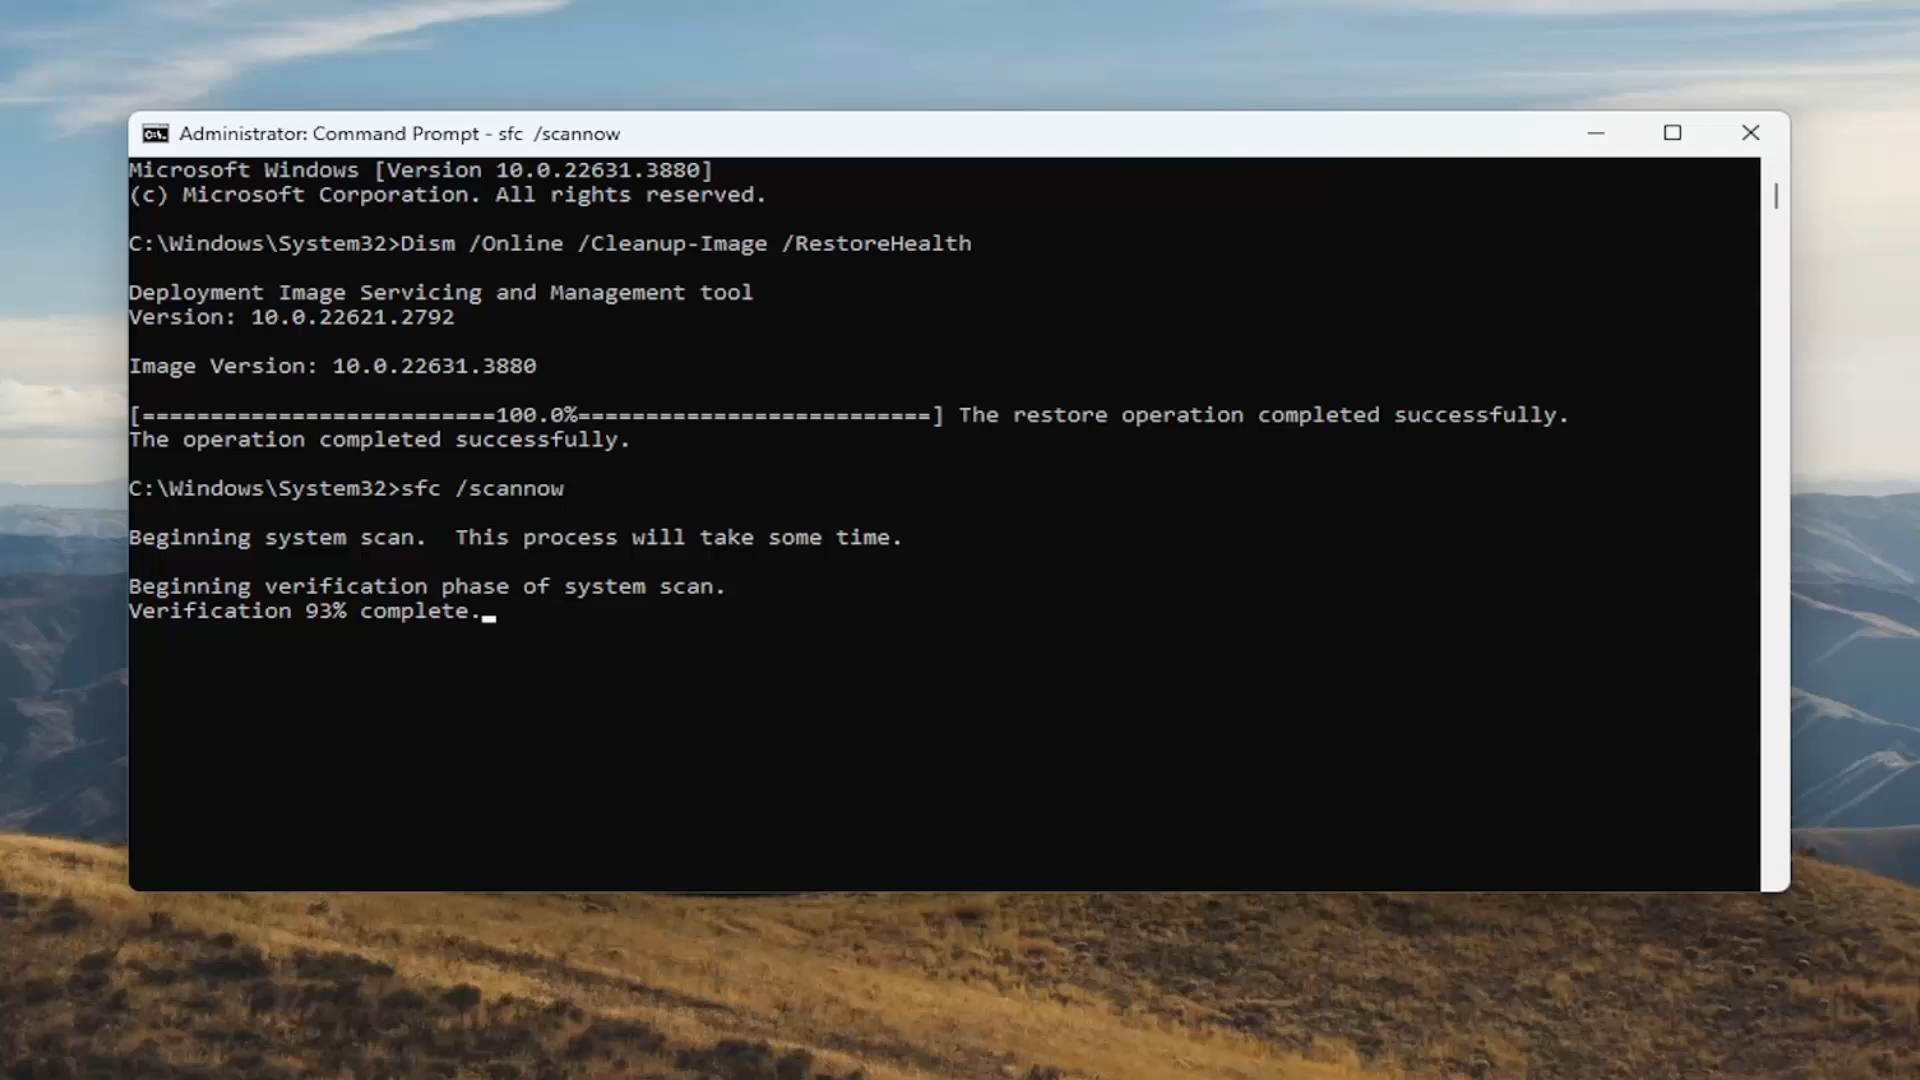 Administrator: Command Prompt - sfc  /scannow
Microsoft Windows [Version 10.0.22631.3880]
(c) Microsoft Corporation. All rights reserved.
C:\Windows\System32>Dism /Online /Cleanup-Image /RestoreHealth
Deployment Image Servicing and Management tool
Version: 10.0.22621.2792
Image Version: 10.0.22631.3880
[==========================100.0%==========================] The restore operation completed successfully.
The operation completed successfully.
C:\Windows\System32>sfc /scannow
Beginning system scan.  This process will take some time.
Beginning verification phase of system scan.
Verification 93% complete.